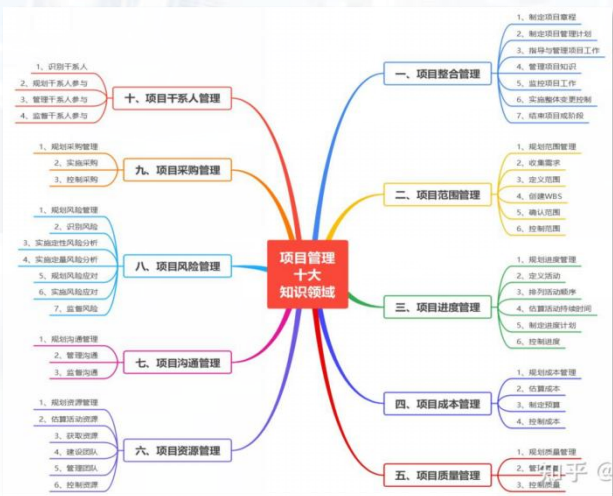 项目管理
十大
知识领域
一、项目整合管理
1、制定项目章程
2、制定项目管理计划
3、指导与管理项目工作
4、管理项目知识
5、监控项目工作
6、实施整体变更控制
7、结束项目或阶段
二、项目范围管理
1、规划范围管理
2、收集需求
3、定义范围
4、创建WBS
5、确认范围
6、控制范围
三、项目进度管理
1、规划进度管理
2、定义活动
3、排列活动顺序
4、估算活动持续时间
5、制定进度计划
6、控制进度
四、项目成本管理
1、规划成本管理
2、估算成本
3、制定预算
4、控制成本
五、项目质量管理
1、规划质量管理
2、管理质量
3、控制质量
六、项目资源管理
1、规划资源管理
2、估算活动资源
3、获取资源
4、建设团队
5、管理团队
6、控制资源
七、项目沟通管理
1、规划沟通管理
2、管理沟通
3、监督沟通
八、项目风险管理
1、规划风险管理
2、识别风险
3、实施定性风险分析
4、实施定量风险分析
5、规划风险应对
6、实施风险应对
7、监督风险
九、项目采购管理
1、规划采购管理
2、实施采购
3、控制采购
十、项目干系人管理
1、识别干系人
2、规划干系人参与
3、管理干系人参与
4、监督干系人参与
知乎 @